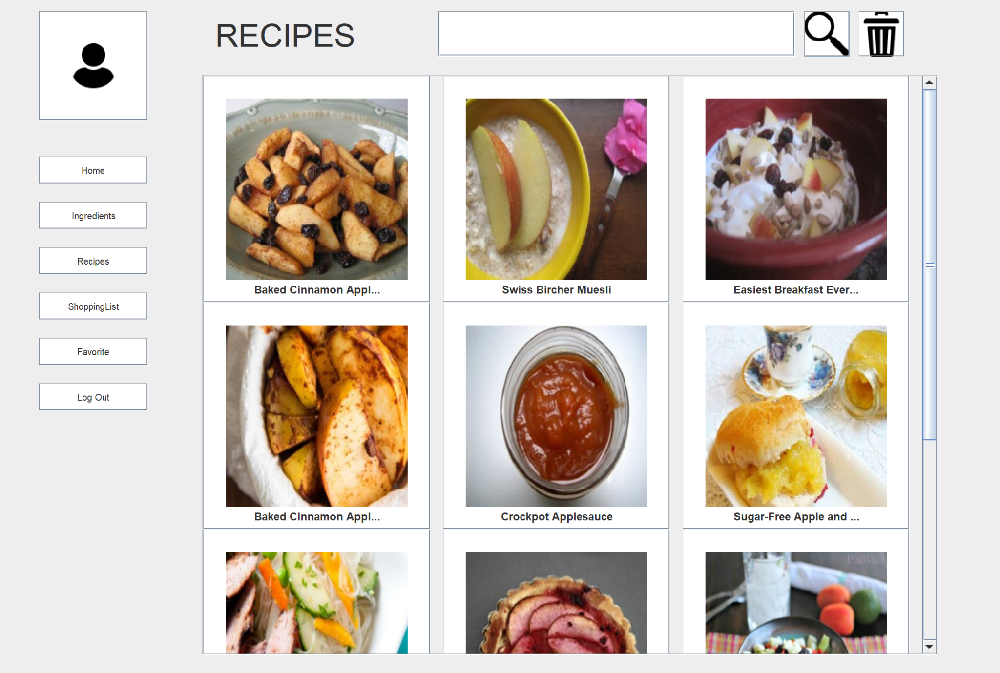 RECIPES
Home
Ingredients
Recipes
ShoppingList
Favorite
Log Out
Baked Cinnamon Appl...
Swiss Bircher Muesli
Easiest Breakfast Ever...
Baked Cinnamon Appl...
Crockpot Applesauce
Sugar-Free Apple and ...